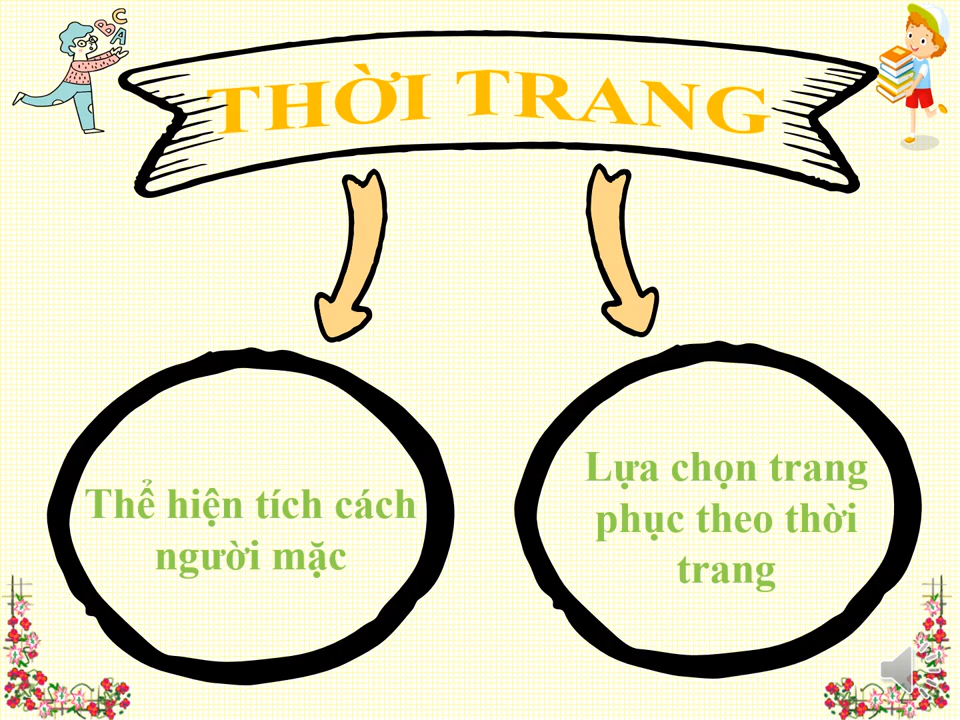 B C
A
THỜI TRANG
Thể hiện tích cách
người mặc
Lựa chọn trang
phục theo thời
trang